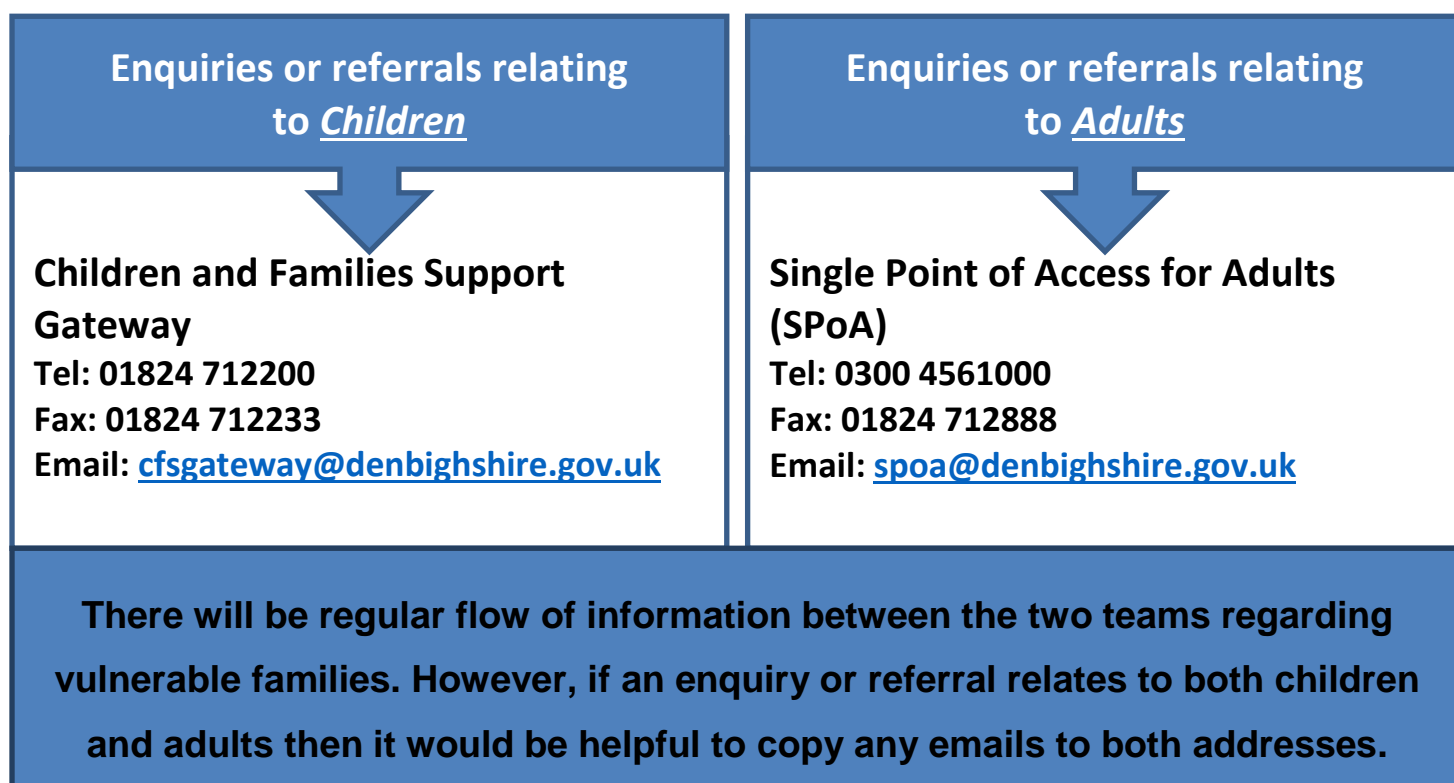 Enquiries or referrals relating
to Children
Children and Families Support
Gateway
Tel: 01824 712200
Fax: 01824 712233
Email: cfsgateway@denbighshire.gov.uk
Enquiries or referrals relating
to Adults
Single Point of Access for Adults
(SPoA)
Tel: 0300 4561000
Fax: 01824 712888
Email: spoa@denbighshire.gov.uk
There will be regular flow of information between the two teams regarding
vulnerable families. However, if an enquiry or referral relates to both children
and adults then it would be helpful to copy any emails to both addresses.